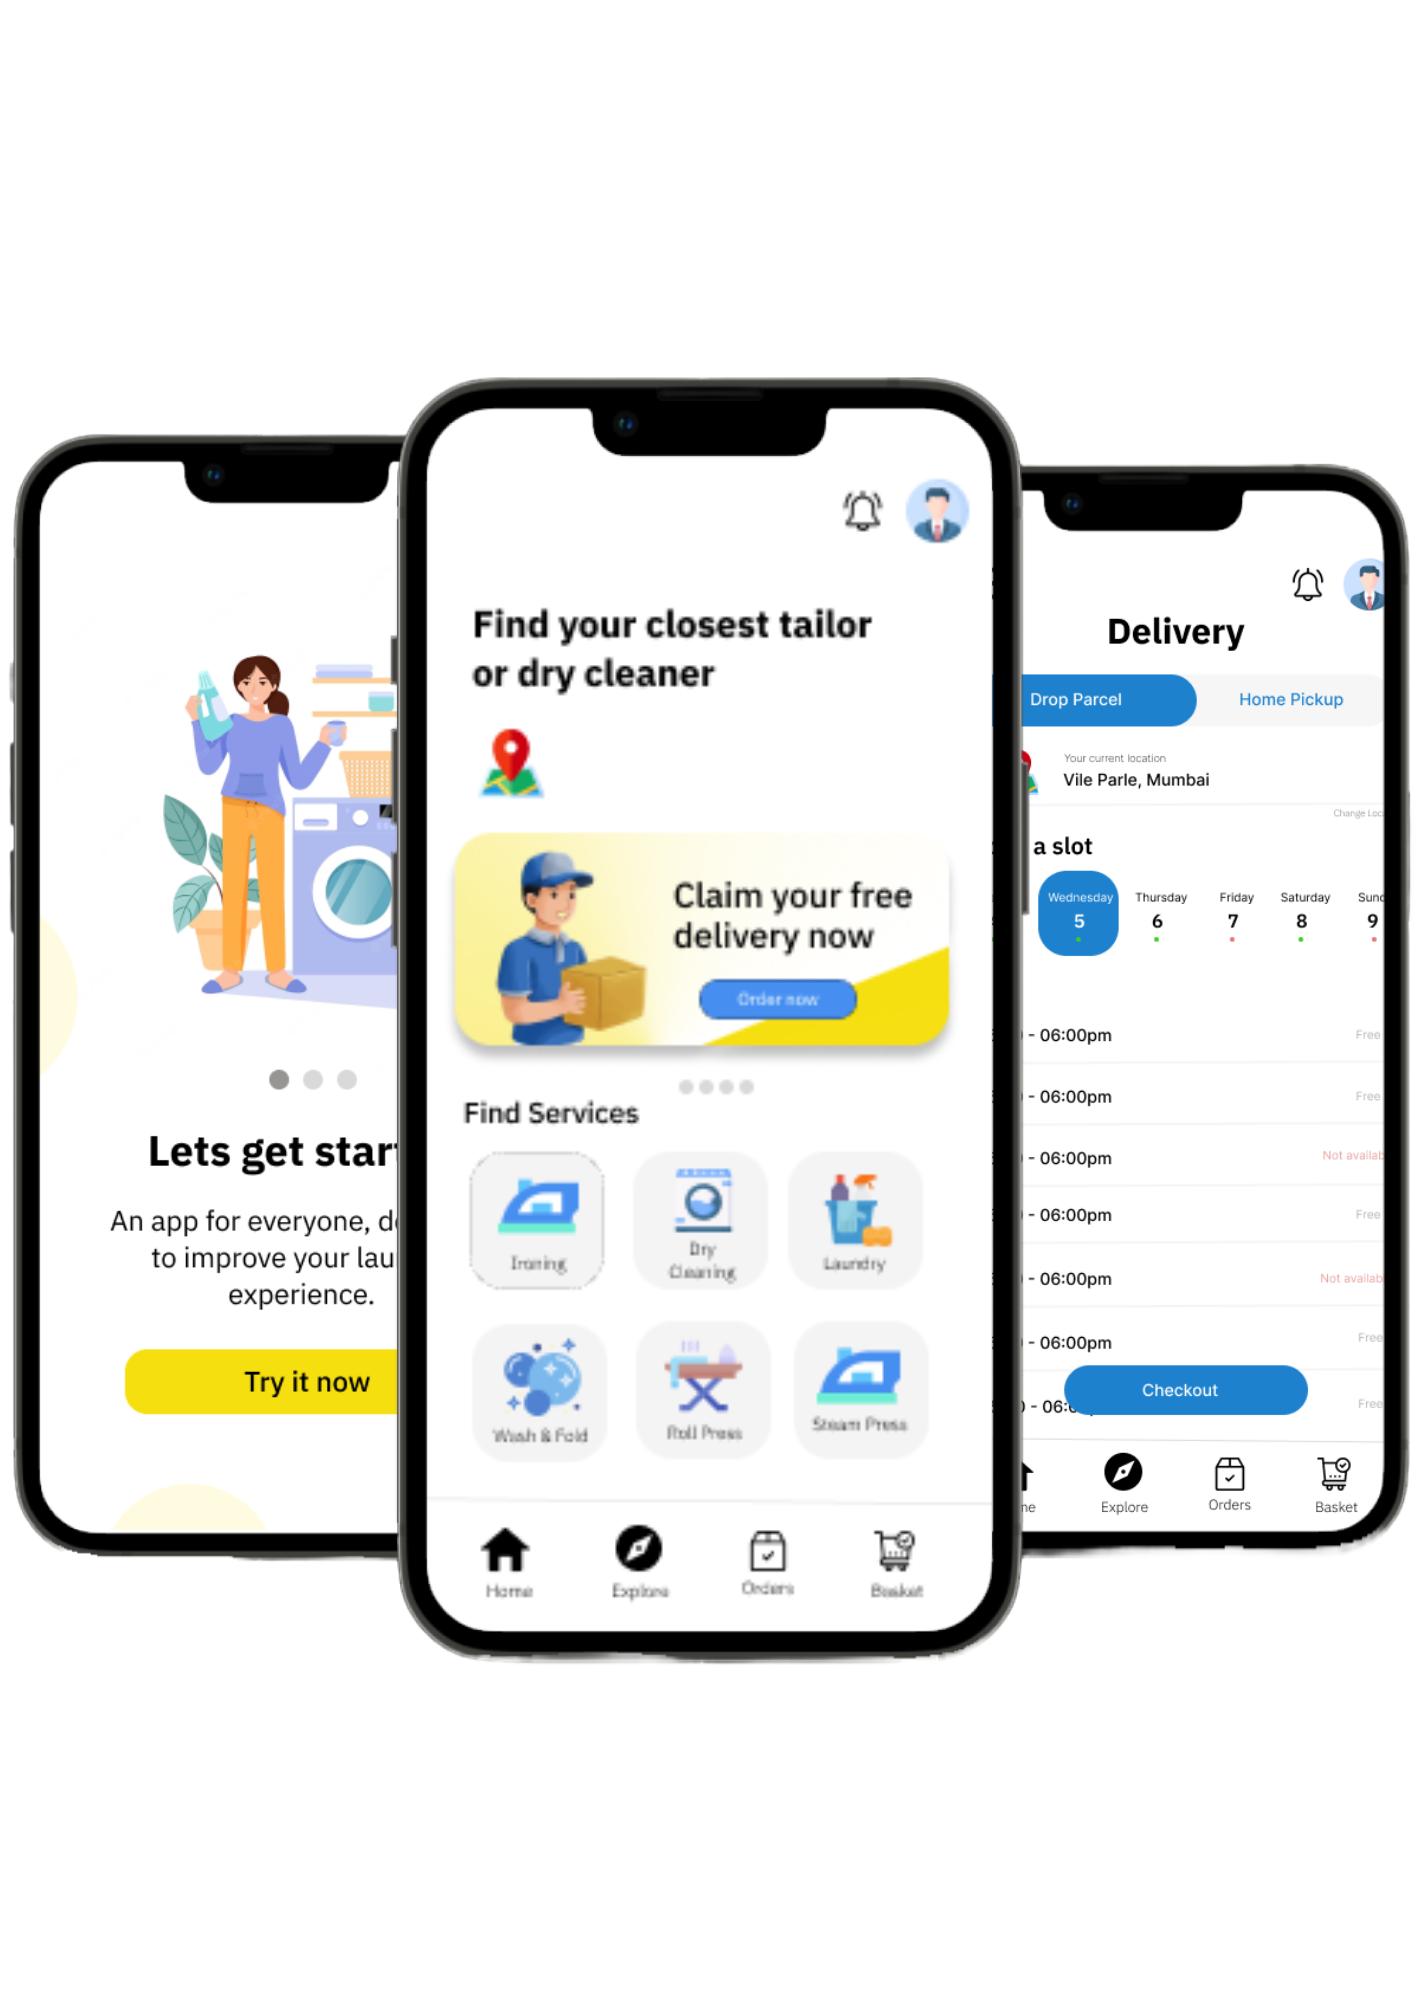 Lets get start
An app for everyone, d
to improve your lau
experience.
Try it now
Find your closest tailor
or dry cleaner
Claim your free
delivery now
Order now
Find Services
Ironing
Dry
Cleaning
Laundry
Wash & Fold
Roll Press
Steam Press
Home
Explore
Orders
Basket
Delivery
Drop Parcel
Home Pickup
Your current location
Vile Parle, Mumbai
Change Loc
a slot
Wednesday
Thursday
Friday
Saturday
Sund
5
6
7
8
9
- 06:00pm
Free
- 06:00pm
Free
- 06:00pm
Not availab
- 06:00pm
Free
- 06:00pm
Not availab
- 06:00pm
Free
Checkout
0 - 06:0
Free
me
Explore
Orders
Basket